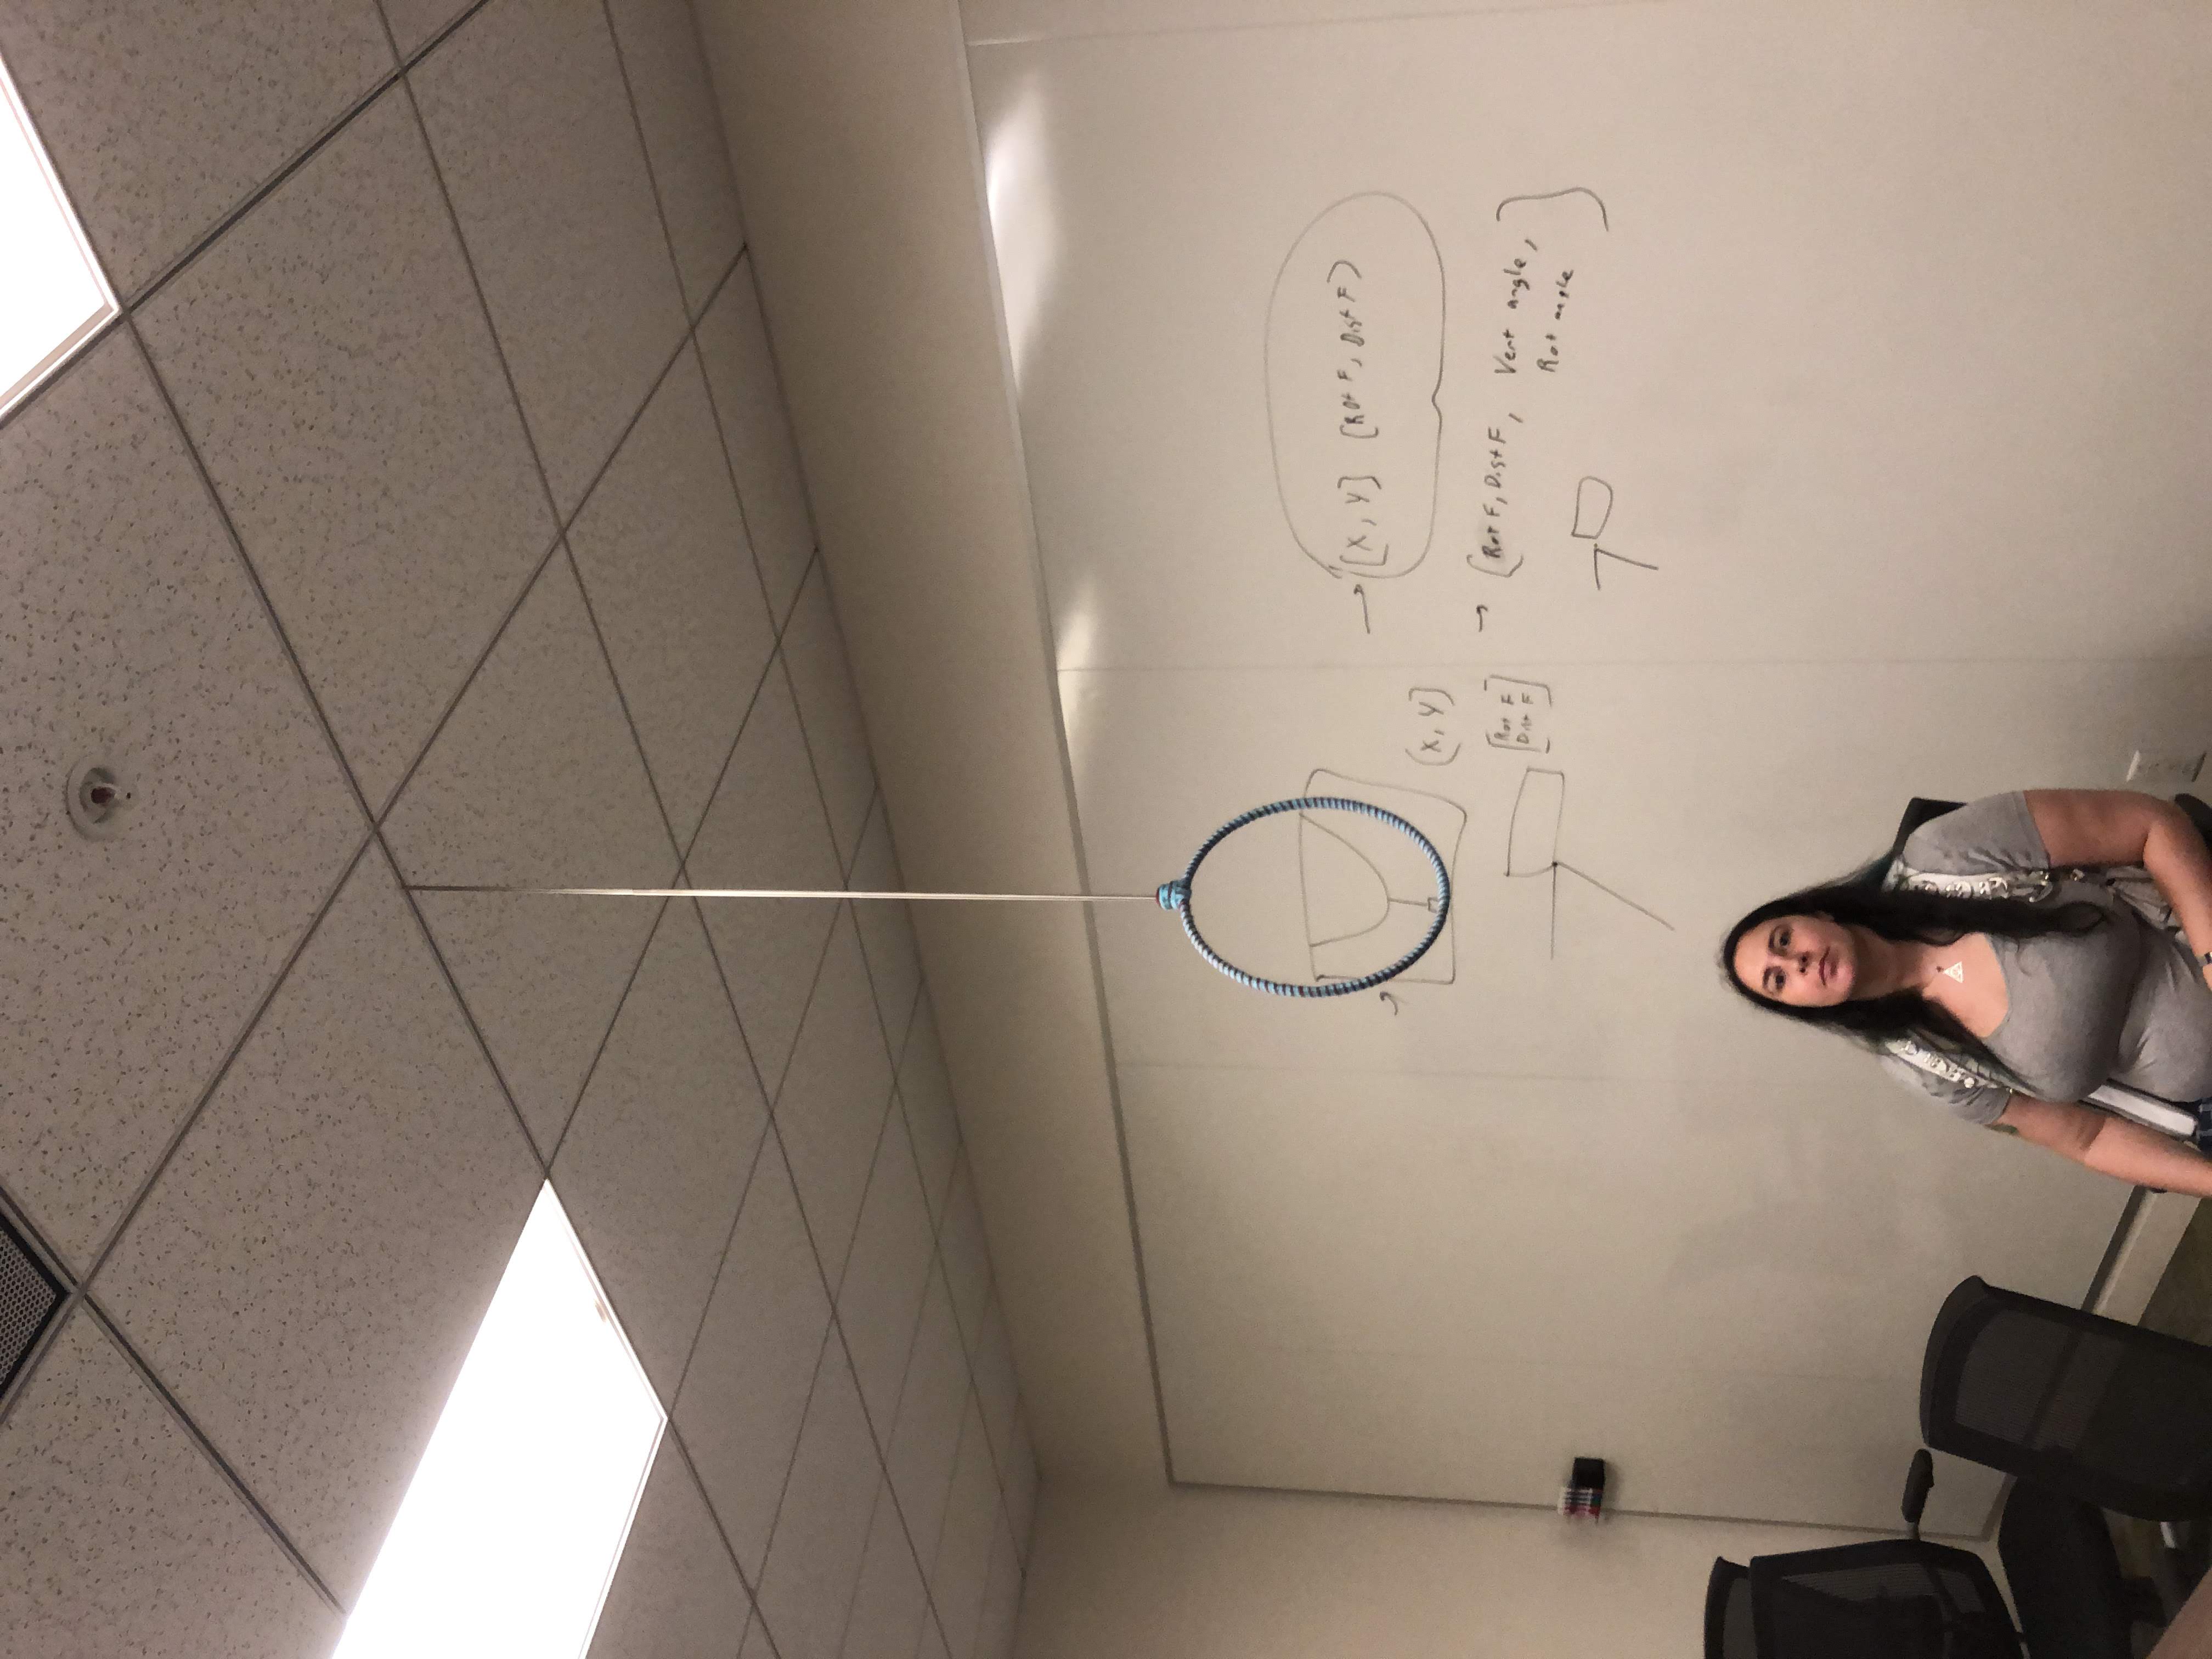 (X, Y]
[Rot F
Dist F]
[X, Y] (Rot F, Dist F)
(Rot F, Dist F, Vert angle,
Rot angle)